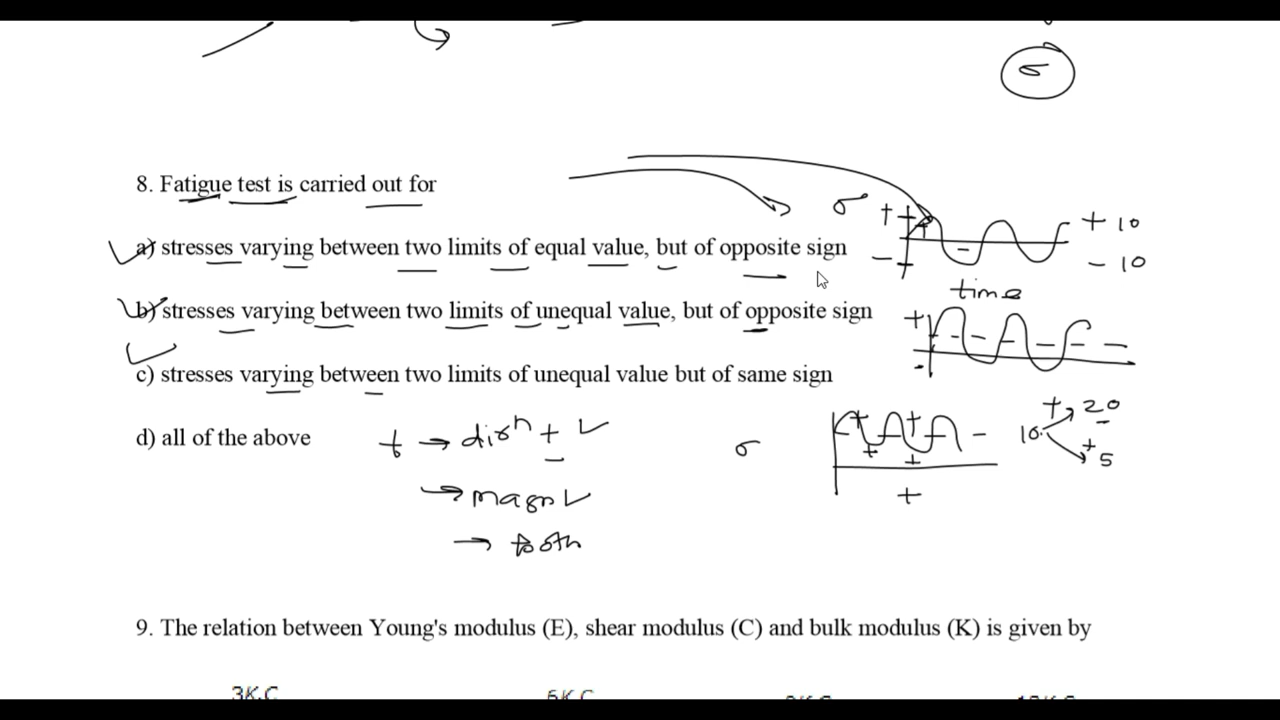 σ
8. Fatigue test is carried out for
σ + + + 10
a) stresses varying between two limits of equal value, but of opposite sign
- - - 10
time
b) stresses varying between two limits of unequal value, but of opposite sign
+ - - - - -
c) stresses varying between two limits of unequal value but of same sign
d) all of the above
t → dirn +
σ + + + + - 10 + 20
+ 5
→ magn
+
→ both
9. The relation between Young's modulus (E), shear modulus (C) and bulk modulus (K) is given by
3K.C